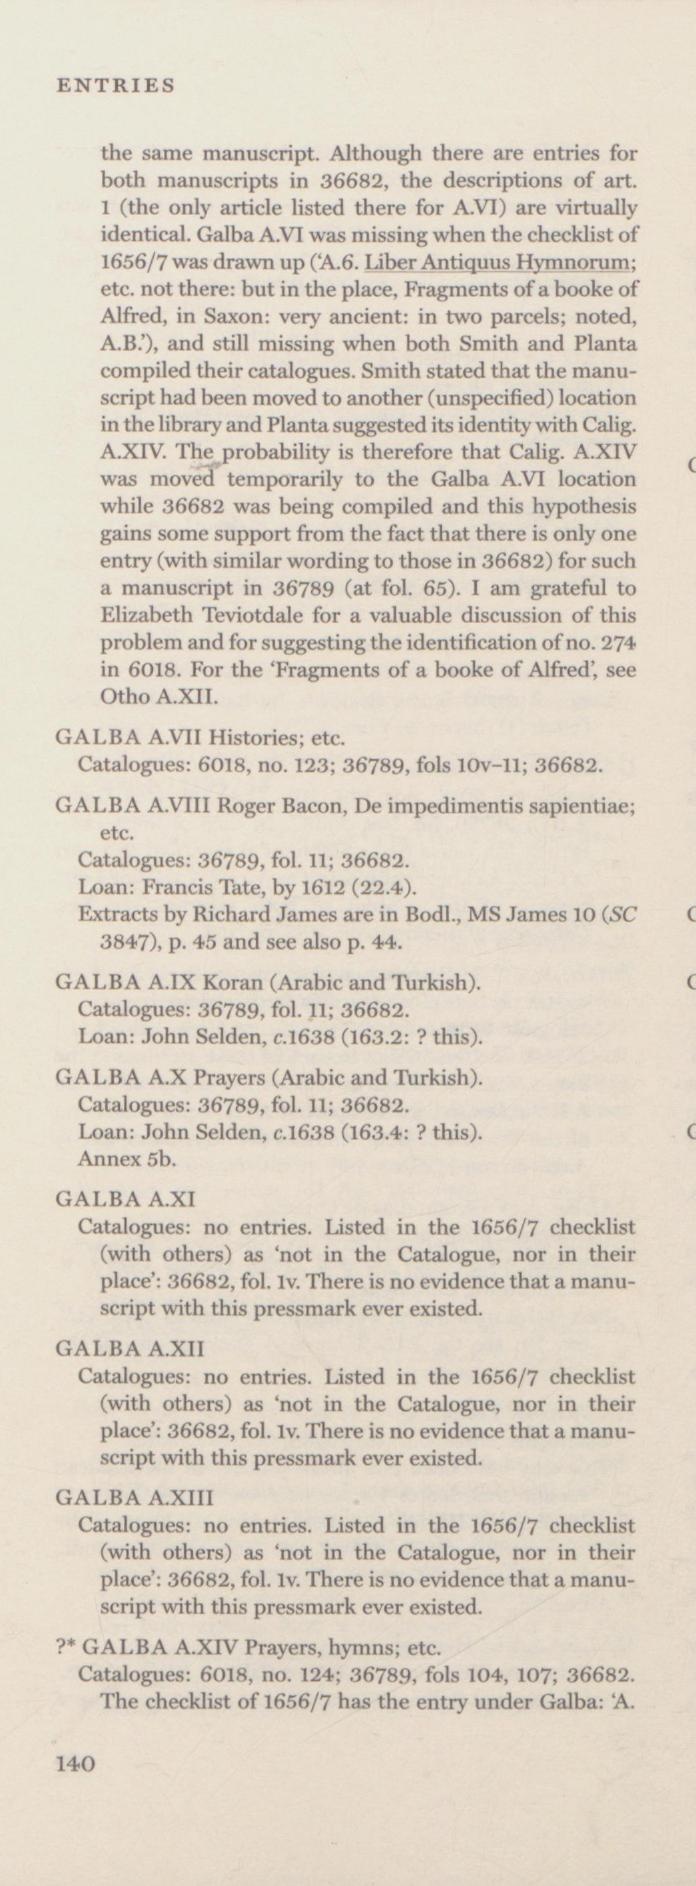 ENTRIES
the same manuscript. Although there are entries for
both manuscripts in 36682, the descriptions of art.
1 (the only article listed there for A.VI) are virtually
identical. Galba A.VI was missing when the checklist of
1656/7 was drawn up (‘A.6. Liber Antiquus Hymnorum;
etc. not there: but in the place, Fragments of a booke of
Alfred, in Saxon: very ancient: in two parcels; noted,
A.B.’), and still missing when both Smith and Planta
compiled their catalogues. Smith stated that the manu-
script had been moved to another (unspecified) location
in the library and Planta suggested its identity with Calig.
A.XIV. The probability is therefore that Calig. A.XIV
was moved temporarily to the Galba A.VI location
while 36682 was being compiled and this hypothesis
gains some support from the fact that there is only one
entry (with similar wording to those in 36682) for such
a manuscript in 36789 (at fol. 65). I am grateful to
Elizabeth Teviotdale for a valuable discussion of this
problem and for suggesting the identification of no. 274
in 6018. For the ‘Fragments of a booke of Alfred’, see
Otho A.XII.
GALBA A.VII Histories; etc.
Catalogues: 6018, no. 123; 36789, fols 10v–11; 36682.
GALBA A.VIII Roger Bacon, De impedimentis sapientiae;
etc.
Catalogues: 36789, fol. 11; 36682.
Loan: Francis Tate, by 1612 (22.4).
Extracts by Richard James are in Bodl., MS James 10 (SC
3847), p. 45 and see also p. 44.
GALBA A.IX Koran (Arabic and Turkish).
Catalogues: 36789, fol. 11; 36682.
Loan: John Selden, c.1638 (163.2: ? this).
GALBA A.X Prayers (Arabic and Turkish).
Catalogues: 36789, fol. 11; 36682.
Loan: John Selden, c.1638 (163.4: ? this).
Annex 5b.
GALBA A.XI
Catalogues: no entries. Listed in the 1656/7 checklist
(with others) as ‘not in the Catalogue, nor in their
place’: 36682, fol. 1v. There is no evidence that a manu-
script with this pressmark ever existed.
GALBA A.XII
Catalogues: no entries. Listed in the 1656/7 checklist
(with others) as ‘not in the Catalogue, nor in their
place’: 36682, fol. 1v. There is no evidence that a manu-
script with this pressmark ever existed.
GALBA A.XIII
Catalogues: no entries. Listed in the 1656/7 checklist
(with others) as ‘not in the Catalogue, nor in their
place’: 36682, fol. 1v. There is no evidence that a manu-
script with this pressmark ever existed.
?* GALBA A.XIV Prayers, hymns; etc.
Catalogues: 6018, no. 124; 36789, fols 104, 107; 36682.
The checklist of 1656/7 has the entry under Galba: ‘A.
140